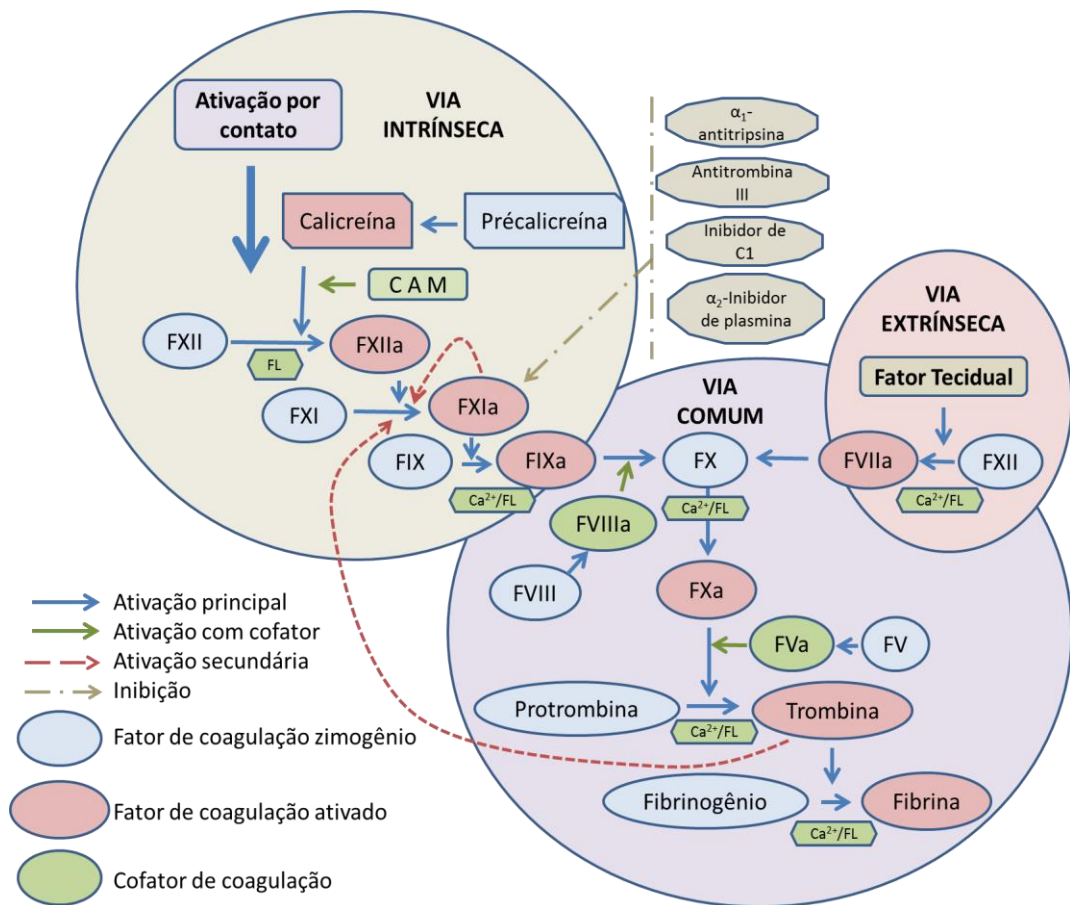 Ativação por
contato
VIA
INTRÍNSECA
Calicreína
Précalicreína
C A M
FXII
FL
FXIIa
FXI
FXIa
FIX
FIXa
Ca²⁺/FL
α₁-
antitripsina
Antitrombina
III
Inibidor de
C1
α₂-Inibidor
de plasmina
VIA
EXTRÍNSECA
Fator Tecidual
FVIIa
FXII
Ca²⁺/FL
VIA
COMUM
FX
Ca²⁺/FL
FVIIIa
FVIII
FXa
FVa
FV
Protrombina
Ca²⁺/FL
Trombina
Fibrinogênio
Ca²⁺/FL
Fibrina
Ativação principal
Ativação com cofator
Ativação secundária
Inibição
Fator de coagulação zimogênio
Fator de coagulação ativado
Cofator de coagulação